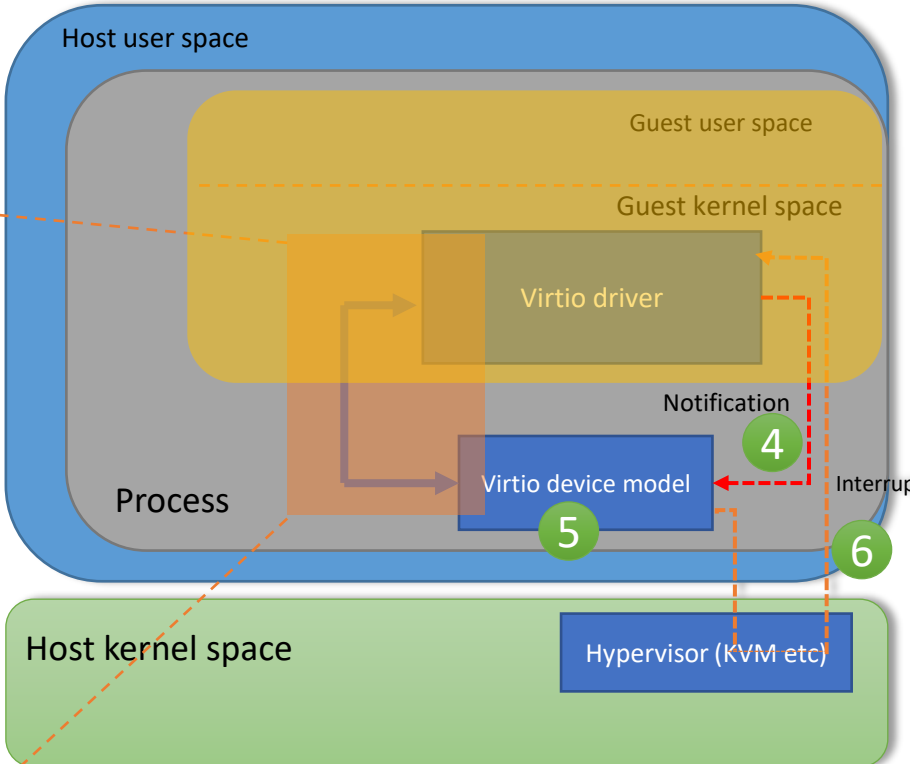 Host user space
Guest user space
Guest kernel space
Virtio driver
Notification
4
Virtio device model
Interrup
Process
5
6
Host kernel space
Hypervisor (KVM etc)